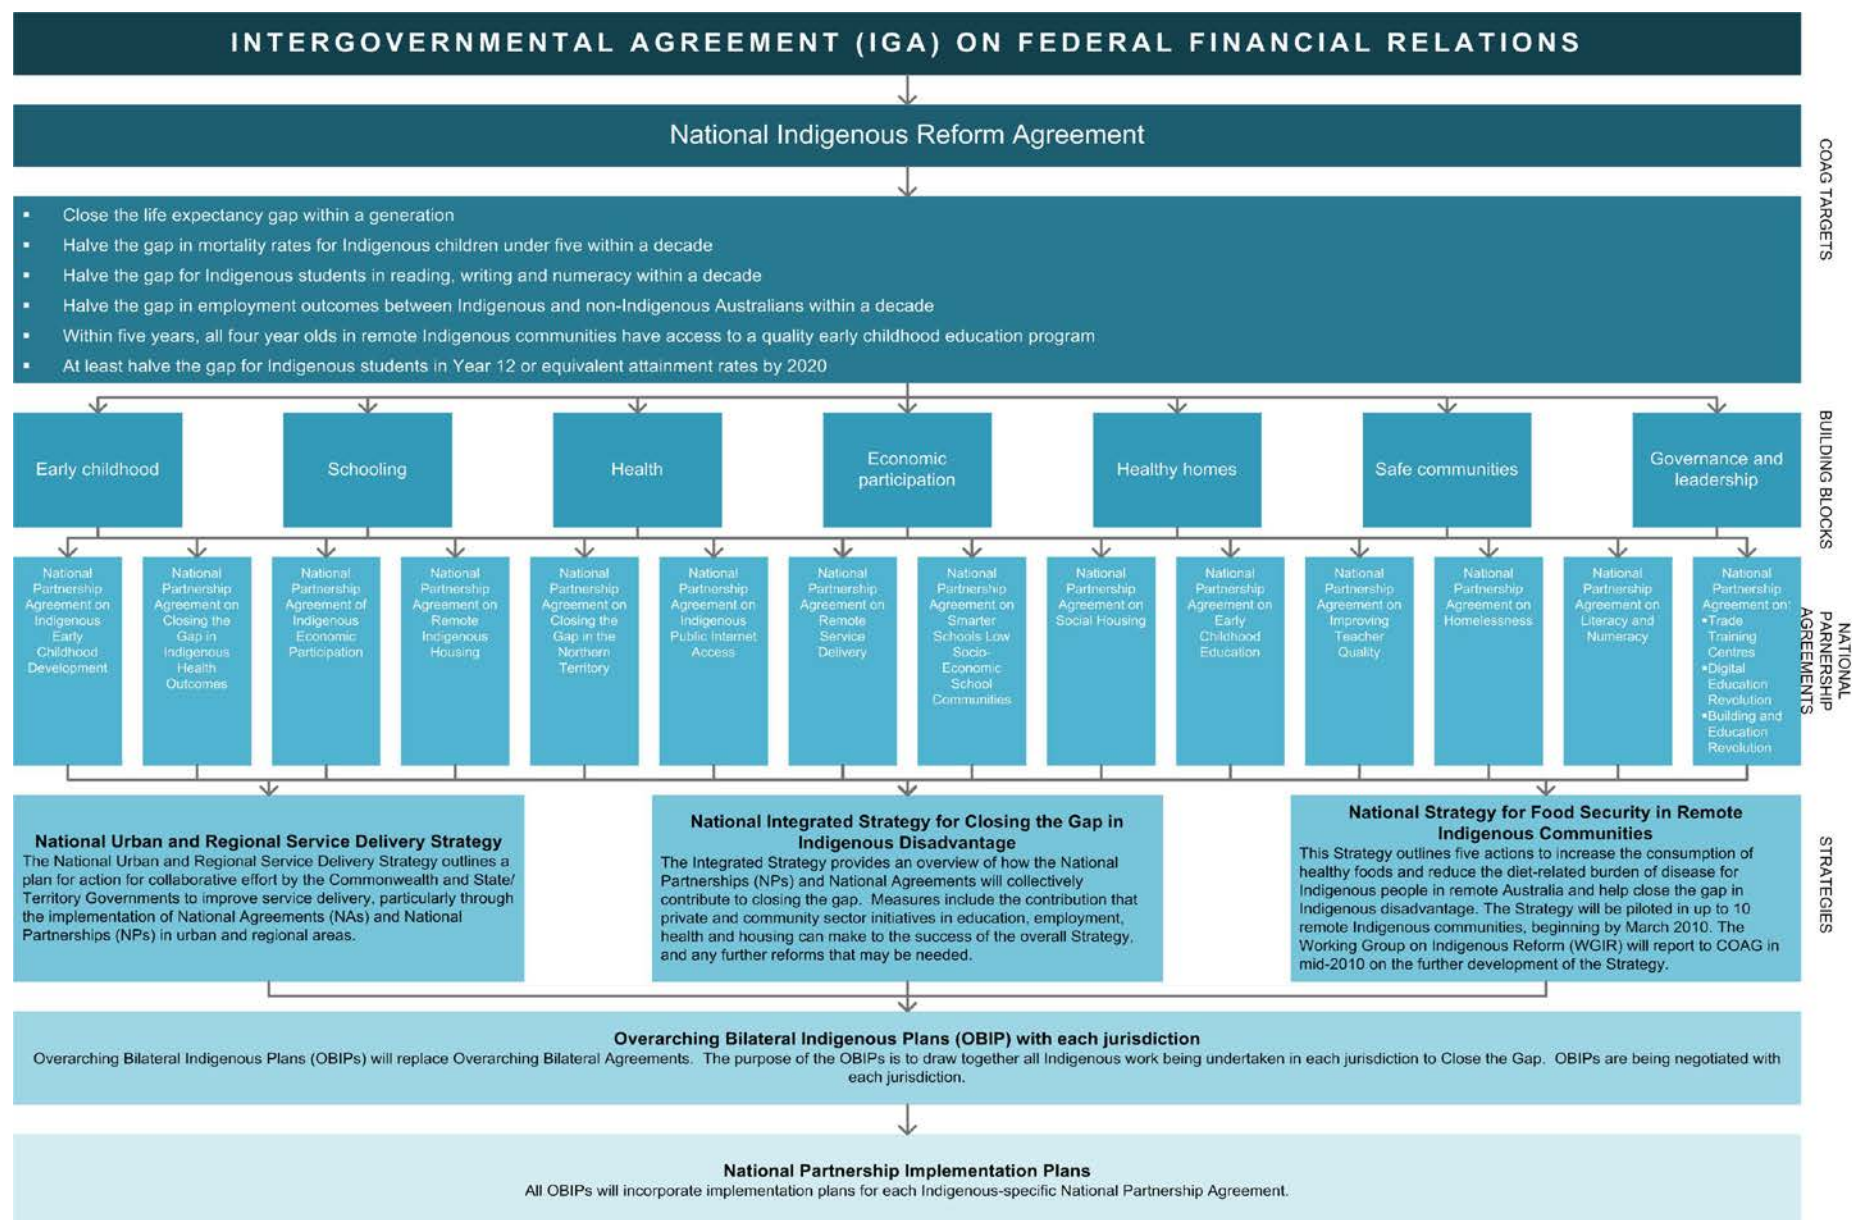 INTERGOVERNMENTAL AGREEMENT (IGA) ON FEDERAL FINANCIAL RELATIONS
National Indigenous Reform Agreement
COAG TARGETS
▪ Close the life expectancy gap within a generation
▪ Halve the gap in mortality rates for Indigenous children under five within a decade
▪ Halve the gap for Indigenous students in reading, writing and numeracy within a decade
▪ Halve the gap in employment outcomes between Indigenous and non-Indigenous Australians within a decade
▪ Within five years, all four year olds in remote Indigenous communities have access to a quality early childhood education program
▪ At least halve the gap for Indigenous students in Year 12 or equivalent attainment rates by 2020
BUILDING BLOCKS
Early childhood
Schooling
Health
Economic
participation
Healthy homes
Safe communities
Governance and
leadership
NATIONAL
PARNERSHIP
AGREEMENTS
National
Partnership
Agreement on
Indigenous
Early
Childhood
Development
National
Partnership
Agreement on
Closing the
Gap in
Indigenous
Health
Outcomes
National
Partnership
Agreement of
Indigenous
Economic
Participation
National
Partnership
Agreement on
Remote
Indigenous
Housing
National
Partnership
Agreement on
Closing the
Gap in the
Northern
Territory
National
Partnership
Agreement on
Indigenous
Public Internet
Access
National
Partnership
Agreement on
Remote
Service
Delivery
National
Partnership
Agreement on
Smarter
Schools Low
Socio-
Economic
School
Communities
National
Partnership
Agreement on
Social Housing
National
Partnership
Agreement on
Early
Childhood
Education
National
Partnership
Agreement on
Improving
Teacher
Quality
National
Partnership
Agreement on
Homelessness
National
Partnership
Agreement on
Literacy and
Numeracy
National
Partnership
Agreement on:
▪Trade
Training
Centres
▪Digital
Education
Revolution
▪Building and
Education
Revolution
STRATEGIES
National Urban and Regional Service Delivery Strategy
The National Urban and Regional Service Delivery Strategy outlines a
plan for action for collaborative effort by the Commonwealth and State/
Territory Governments to improve service delivery, particularly through
the implementation of National Agreements (NAs) and National
Partnerships (NPs) in urban and regional areas.
National Integrated Strategy for Closing the Gap in
Indigenous Disadvantage
The Integrated Strategy provides an overview of how the National
Partnerships (NPs) and National Agreements will collectively
contribute to closing the gap. Measures include the contribution that
private and community sector initiatives in education, employment,
health and housing can make to the success of the overall Strategy,
and any further reforms that may be needed.
National Strategy for Food Security in Remote
Indigenous Communities
This Strategy outlines five actions to increase the consumption of
healthy foods and reduce the diet-related burden of disease for
Indigenous people in remote Australia and help close the gap in
Indigenous disadvantage. The Strategy will be piloted in up to 10
remote Indigenous communities, beginning by March 2010. The
Working Group on Indigenous Reform (WGIR) will report to COAG in
mid-2010 on the further development of the Strategy.
Overarching Bilateral Indigenous Plans (OBIP) with each jurisdiction
Overarching Bilateral Indigenous Plans (OBIPs) will replace Overarching Bilateral Agreements. The purpose of the OBIPs is to draw together all Indigenous work being undertaken in each jurisdiction to Close the Gap. OBIPs are being negotiated with
each jurisdiction.
National Partnership Implementation Plans
All OBIPs will incorporate implementation plans for each Indigenous-specific National Partnership Agreement.